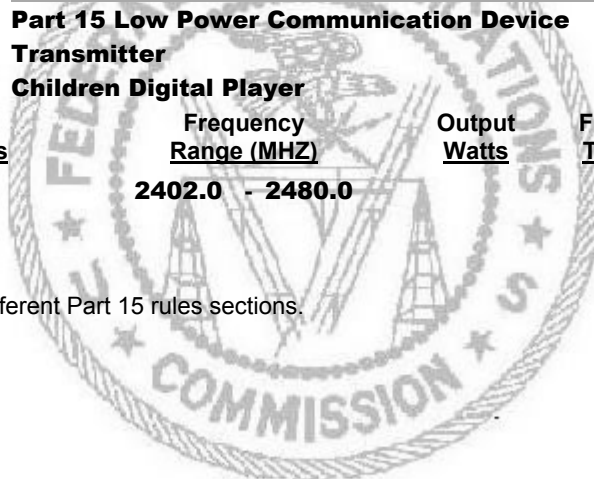 Part 15 Low Power Communication Device
Transmitter
Children Digital Player
Frequency Output
Range (MHZ) Watts
2402.0 - 2480.0
ferent Part 15 rules sections.
COMMISSION